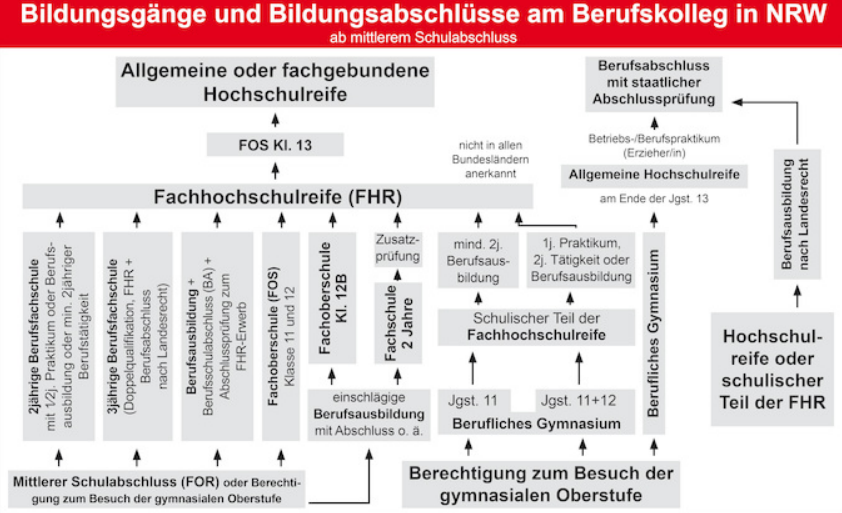 Bildungsgänge und Bildungsabschlüsse am Berufskolleg in NRW
ab mittlerem Schulabschluss
Allgemeine oder fachgebundene
Hochschulreife
FOS Kl. 13
Fachhochschulreife (FHR)
nicht in allen
Bundesländern
anerkannt
Berufsabschluss
mit staatlicher
Abschlussprüfung
Betriebs-/Berufspraktikum
(Erzieher/in)
Allgemeine Hochschulreife
am Ende der Jgst. 13
Berufsausbildung
nach Landesrecht
2jährige Berufsfachschule
mit 1/2j. Praktikum oder Berufs-
ausbildung oder min. 2jähriger
Berufstätigkeit
3jährige Berufsfachschule
(Doppelqualifikation, FHR +
Berufsabschluss
nach Landesrecht)
Berufsausbildung +
Berufsschulabschluss (BA) +
Abschlussprüfung zum
FHR-Erwerb
Fachoberschule (FOS)
Klasse 11 und 12
Fachoberschule
Kl. 12B
Zusatz-
prüfung
Fachschule
2 Jahre
einschlägige
Berufsausbildung
mit Abschluss o. ä.
mind. 2j.
Berufsaus-
bildung
1j. Praktikum,
2j. Tätigkeit oder
Berufsausbildung
Schulischer Teil der
Fachhochschulreife
Jgst. 11
Jgst. 11+12
Berufliches Gymnasium
Berufliches Gymnasium
Hochschul-
reife oder
schulischer
Teil der FHR
Mittlerer Schulabschluss (FOR) oder Berechti-
gung zum Besuch der gymnasialen Oberstufe
Berechtigung zum Besuch der
gymnasialen Oberstufe